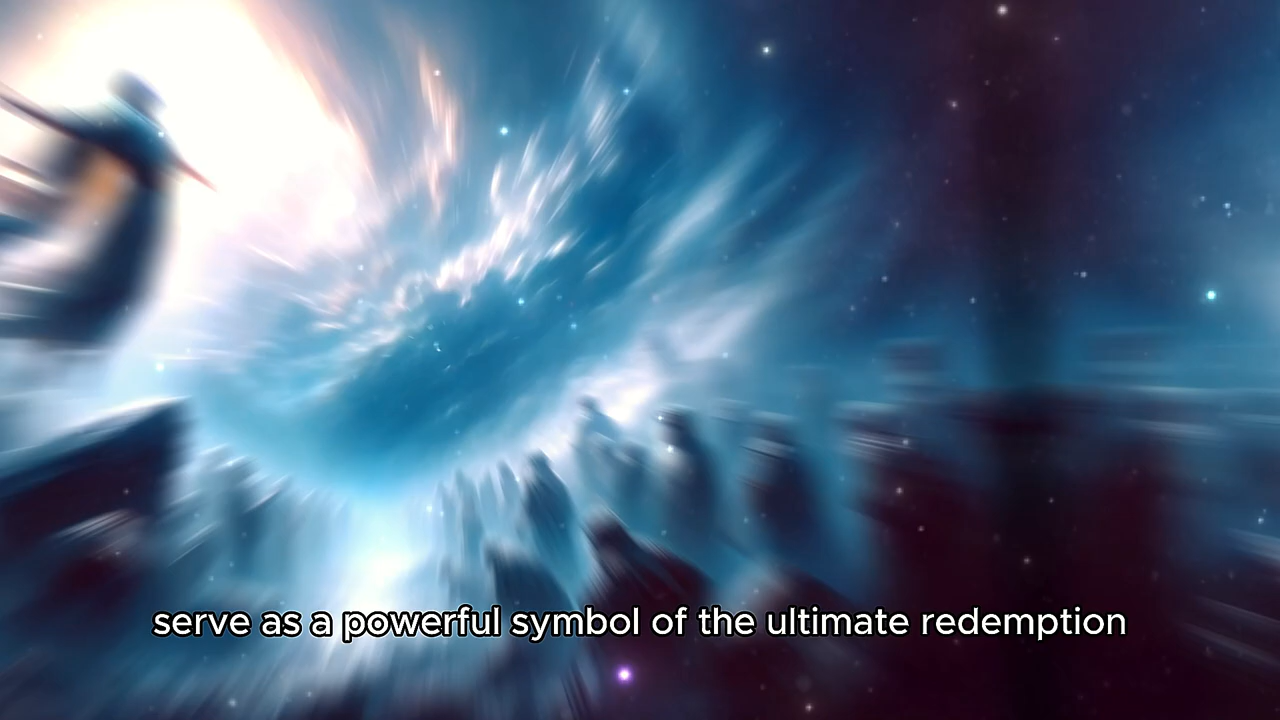 serve as a powerful symbol of the ultimate redemption